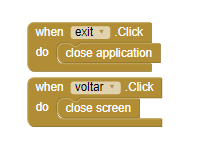 when exit .Click
do close application
when voltar .Click
do close screen